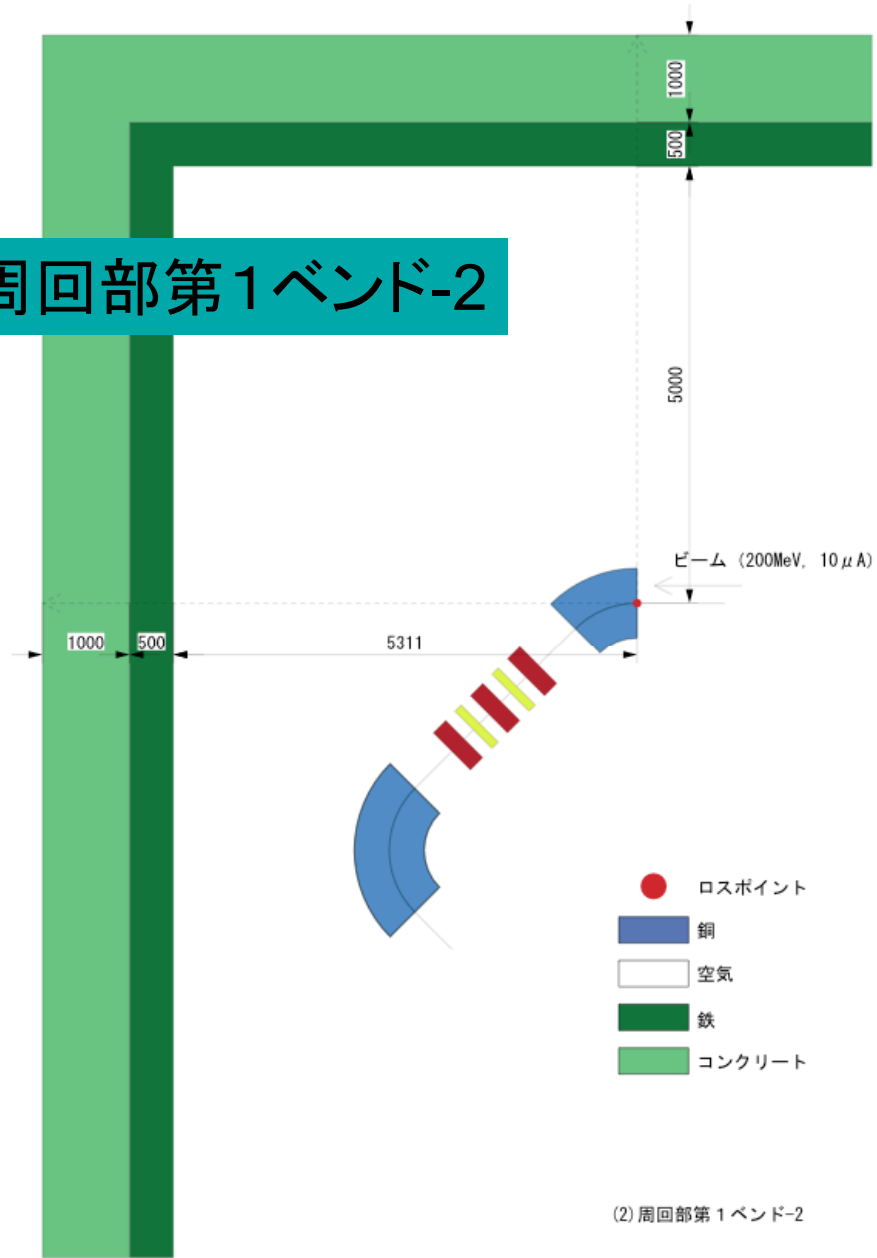 1000
500
周回部第1ベンド-2
5000
ビーム (200MeV, 10μA)
1000
500
5311
ロスポイント
銅
空気
鉄
コンクリート
(2)周回部第1ベンド-2